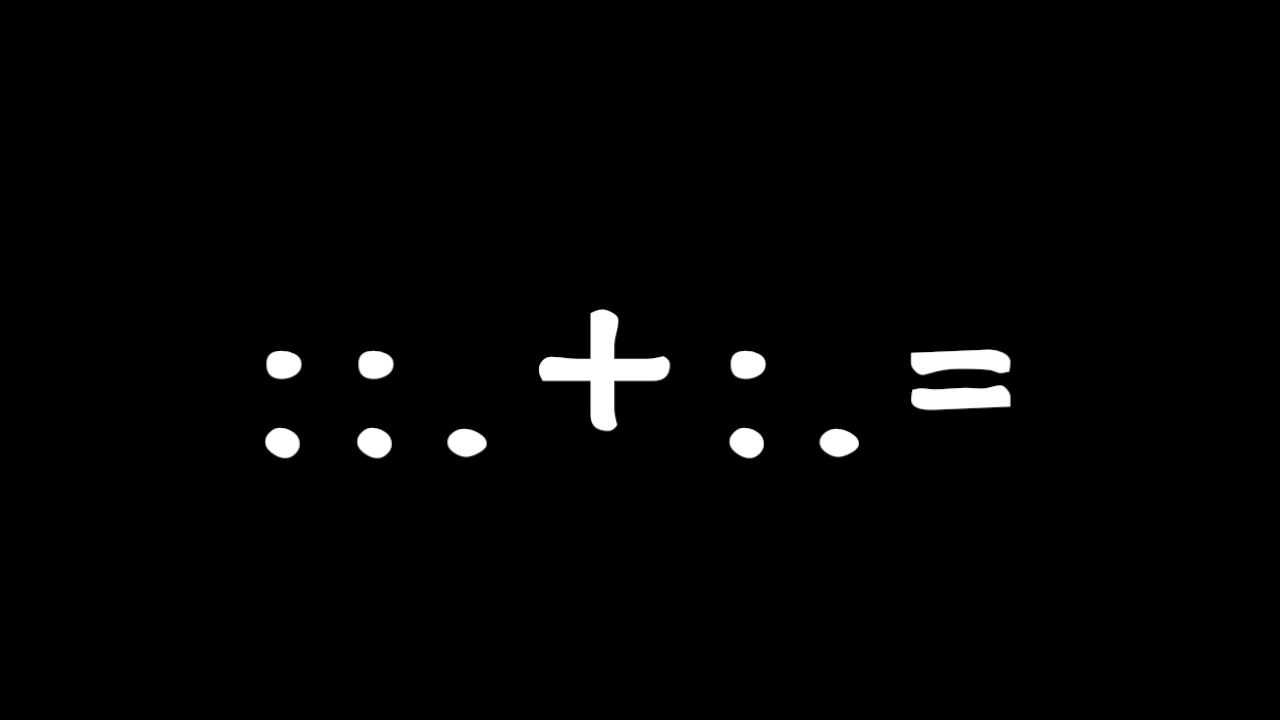 ::. + :. =